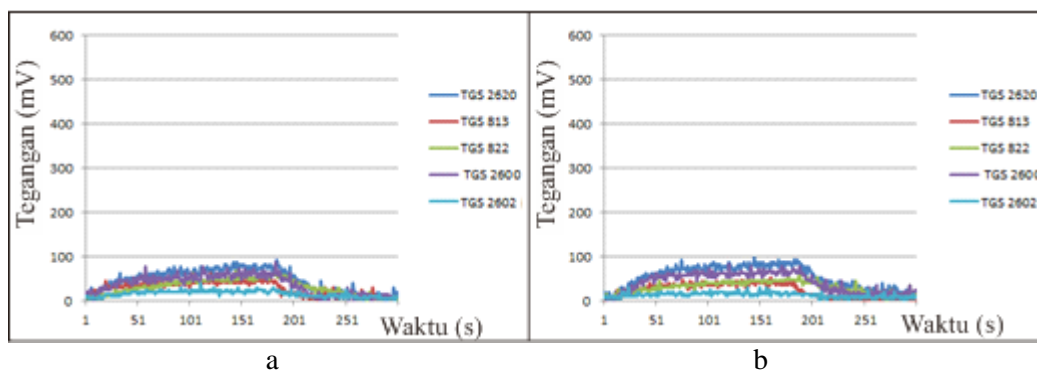 600
500
400
300
200
100
0
Tegangan (mV)
TGS 2620
TGS 813
TGS 822
TGS 2600
TGS 2602
1 51 101 151 201 251
Waktu (s)
a
600
500
400
300
200
100
0
Tegangan (mV)
TGS 2620
TGS 813
TGS 822
TGS 2600
TGS 2602
1 51 101 151 201 251
Waktu (s)
b